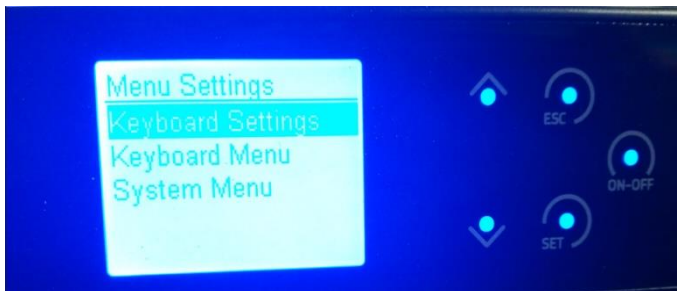 Menu Settings
Keyboard Settings
Keyboard Menu
System Menu
ESC
ON-OFF
SET